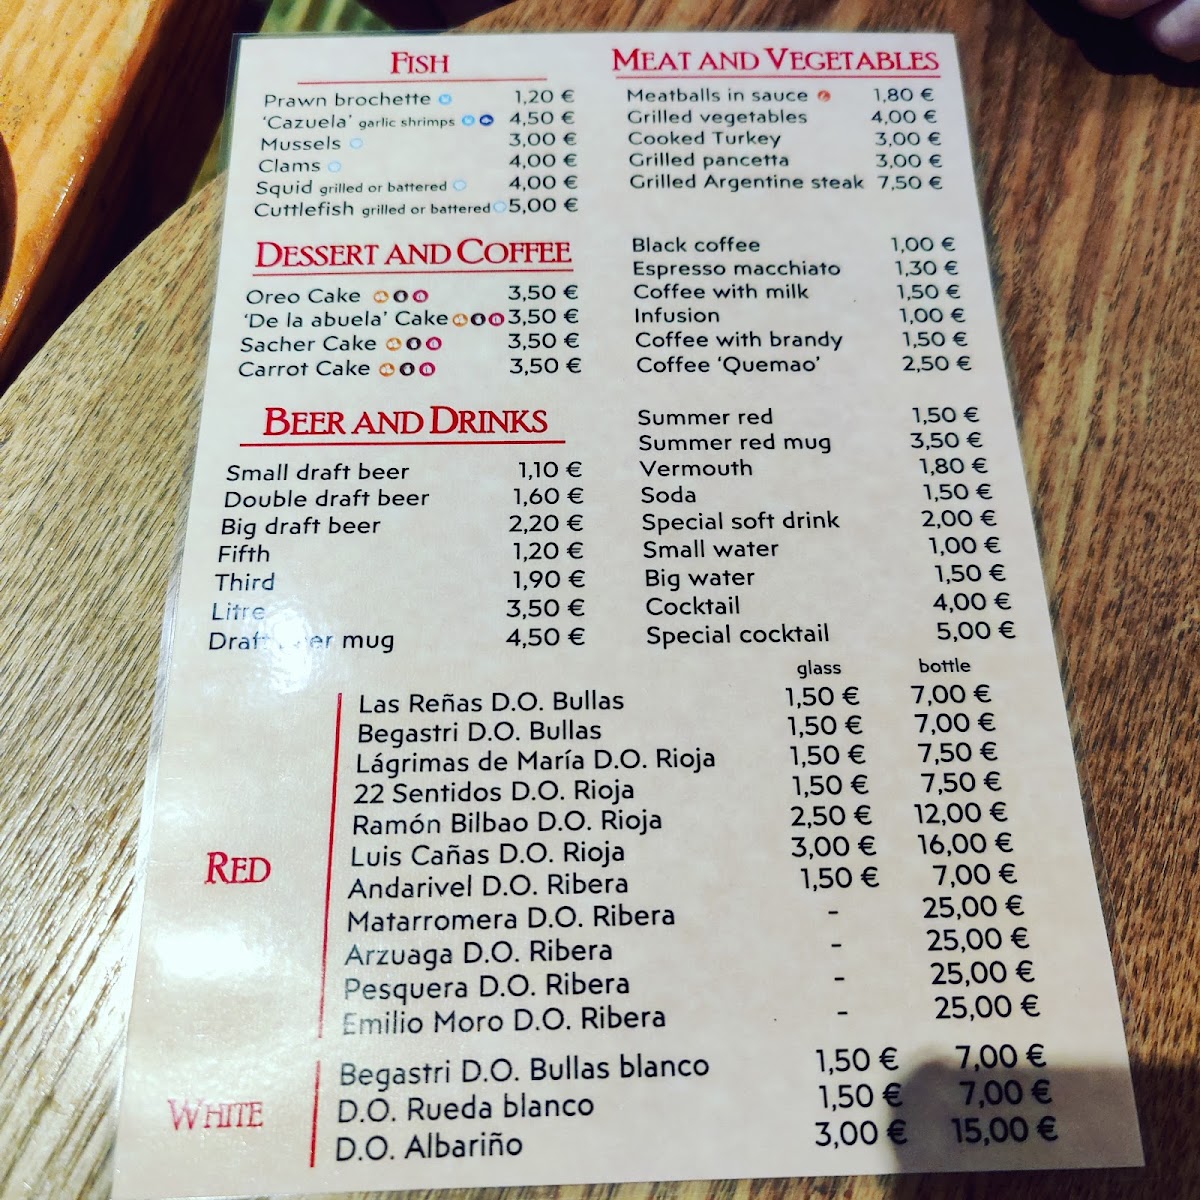 FISH
Prawn brochette 1,20 €
'Cazuela' garlic shrimps 4,50 €
Mussels 3,00 €
Clams 4,00 €
Squid grilled or battered 4,00 €
Cuttlefish grilled or battered 5,00 €
MEAT AND VEGETABLES
Meatballs in sauce 1,80 €
Grilled vegetables 4,00 €
Cooked Turkey 3,00 €
Grilled pancetta 3,00 €
Grilled Argentine steak 7,50 €
DESSERT AND COFFEE
Oreo Cake 3,50 €
'De la abuela' Cake 3,50 €
Sacher Cake 3,50 €
Carrot Cake 3,50 €
Black coffee 1,00 €
Espresso macchiato 1,30 €
Coffee with milk 1,50 €
Infusion 1,00 €
Coffee with brandy 1,50 €
Coffee 'Quemao' 2,50 €
BEER AND DRINKS
Small draft beer 1,10 €
Double draft beer 1,60 €
Big draft beer 2,20 €
Fifth 1,20 €
Third 1,90 €
Litre 3,50 €
Draft beer mug 4,50 €
Summer red 1,50 €
Summer red mug 3,50 €
Vermouth 1,80 €
Soda 1,50 €
Special soft drink 2,00 €
Small water 1,00 €
Big water 1,50 €
Cocktail 4,00 €
Special cocktail 5,00 €
glass bottle
RED
Las Reñas D.O. Bullas 1,50 € 7,00 €
Begastri D.O. Bullas 1,50 € 7,00 €
Lágrimas de María D.O. Rioja 1,50 € 7,50 €
22 Sentidos D.O. Rioja 1,50 € 7,50 €
Ramón Bilbao D.O. Rioja 2,50 € 12,00 €
Luis Cañas D.O. Rioja 3,00 € 16,00 €
Andarivel D.O. Ribera 1,50 € 7,00 €
Matarromera D.O. Ribera - 25,00 €
Arzuaga D.O. Ribera - 25,00 €
Pesquera D.O. Ribera - 25,00 €
Emilio Moro D.O. Ribera - 25,00 €
WHITE
Begastri D.O. Bullas blanco 1,50 € 7,00 €
D.O. Rueda blanco 1,50 € 7,00 €
D.O. Albariño 3,00 € 15,00 €